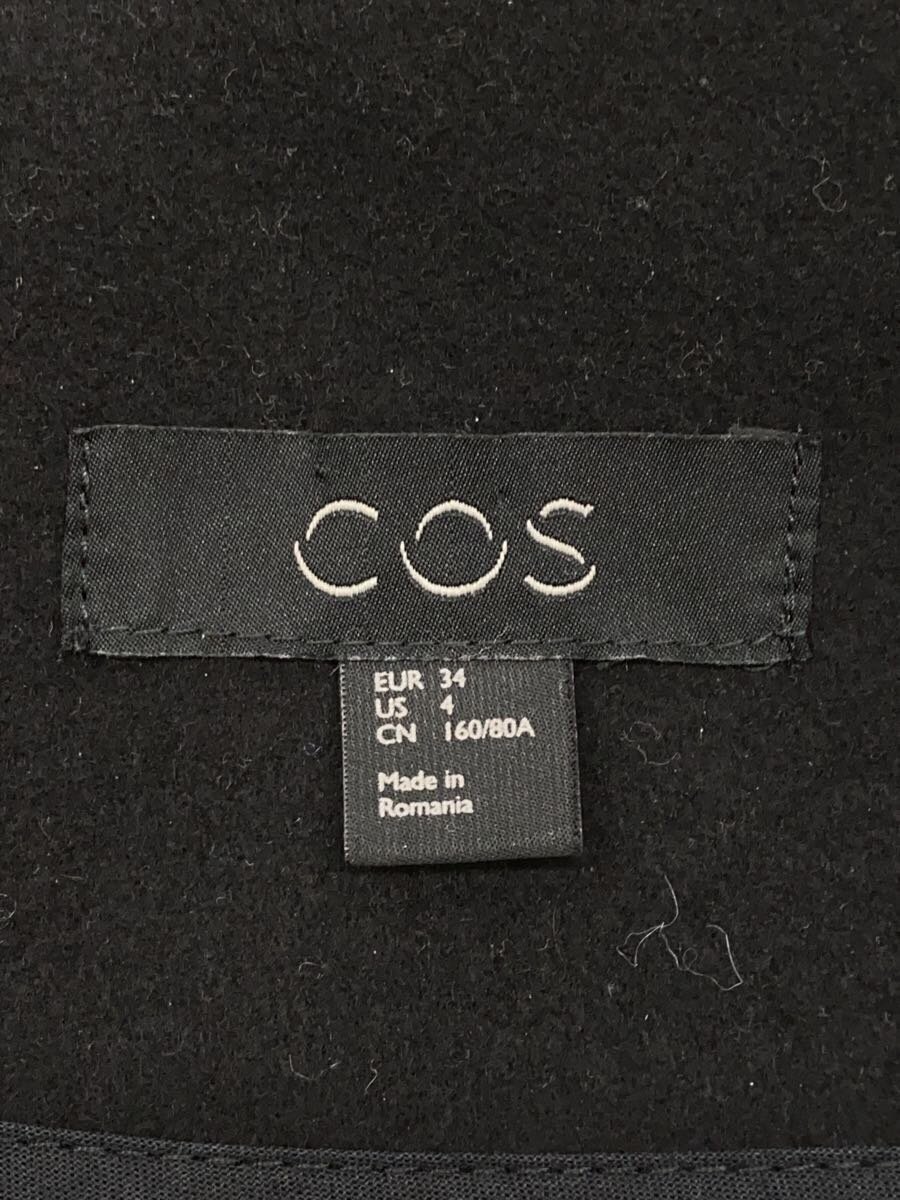 COS
EUR 34
US 4
CN 160/80A
Made in
Romania